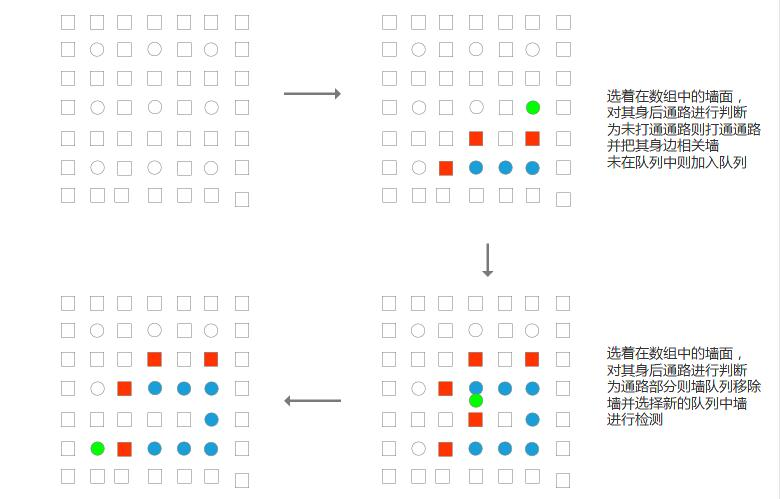 选着在数组中的墙面，
对其身后通路进行判断
为未打通通路则打通通路
并把其身边相关墙
未在队列中则加入队列
选着在数组中的墙面，
对其身后通路进行判断
为通路部分则墙队列移除
墙并选择新的队列中墙
进行检测